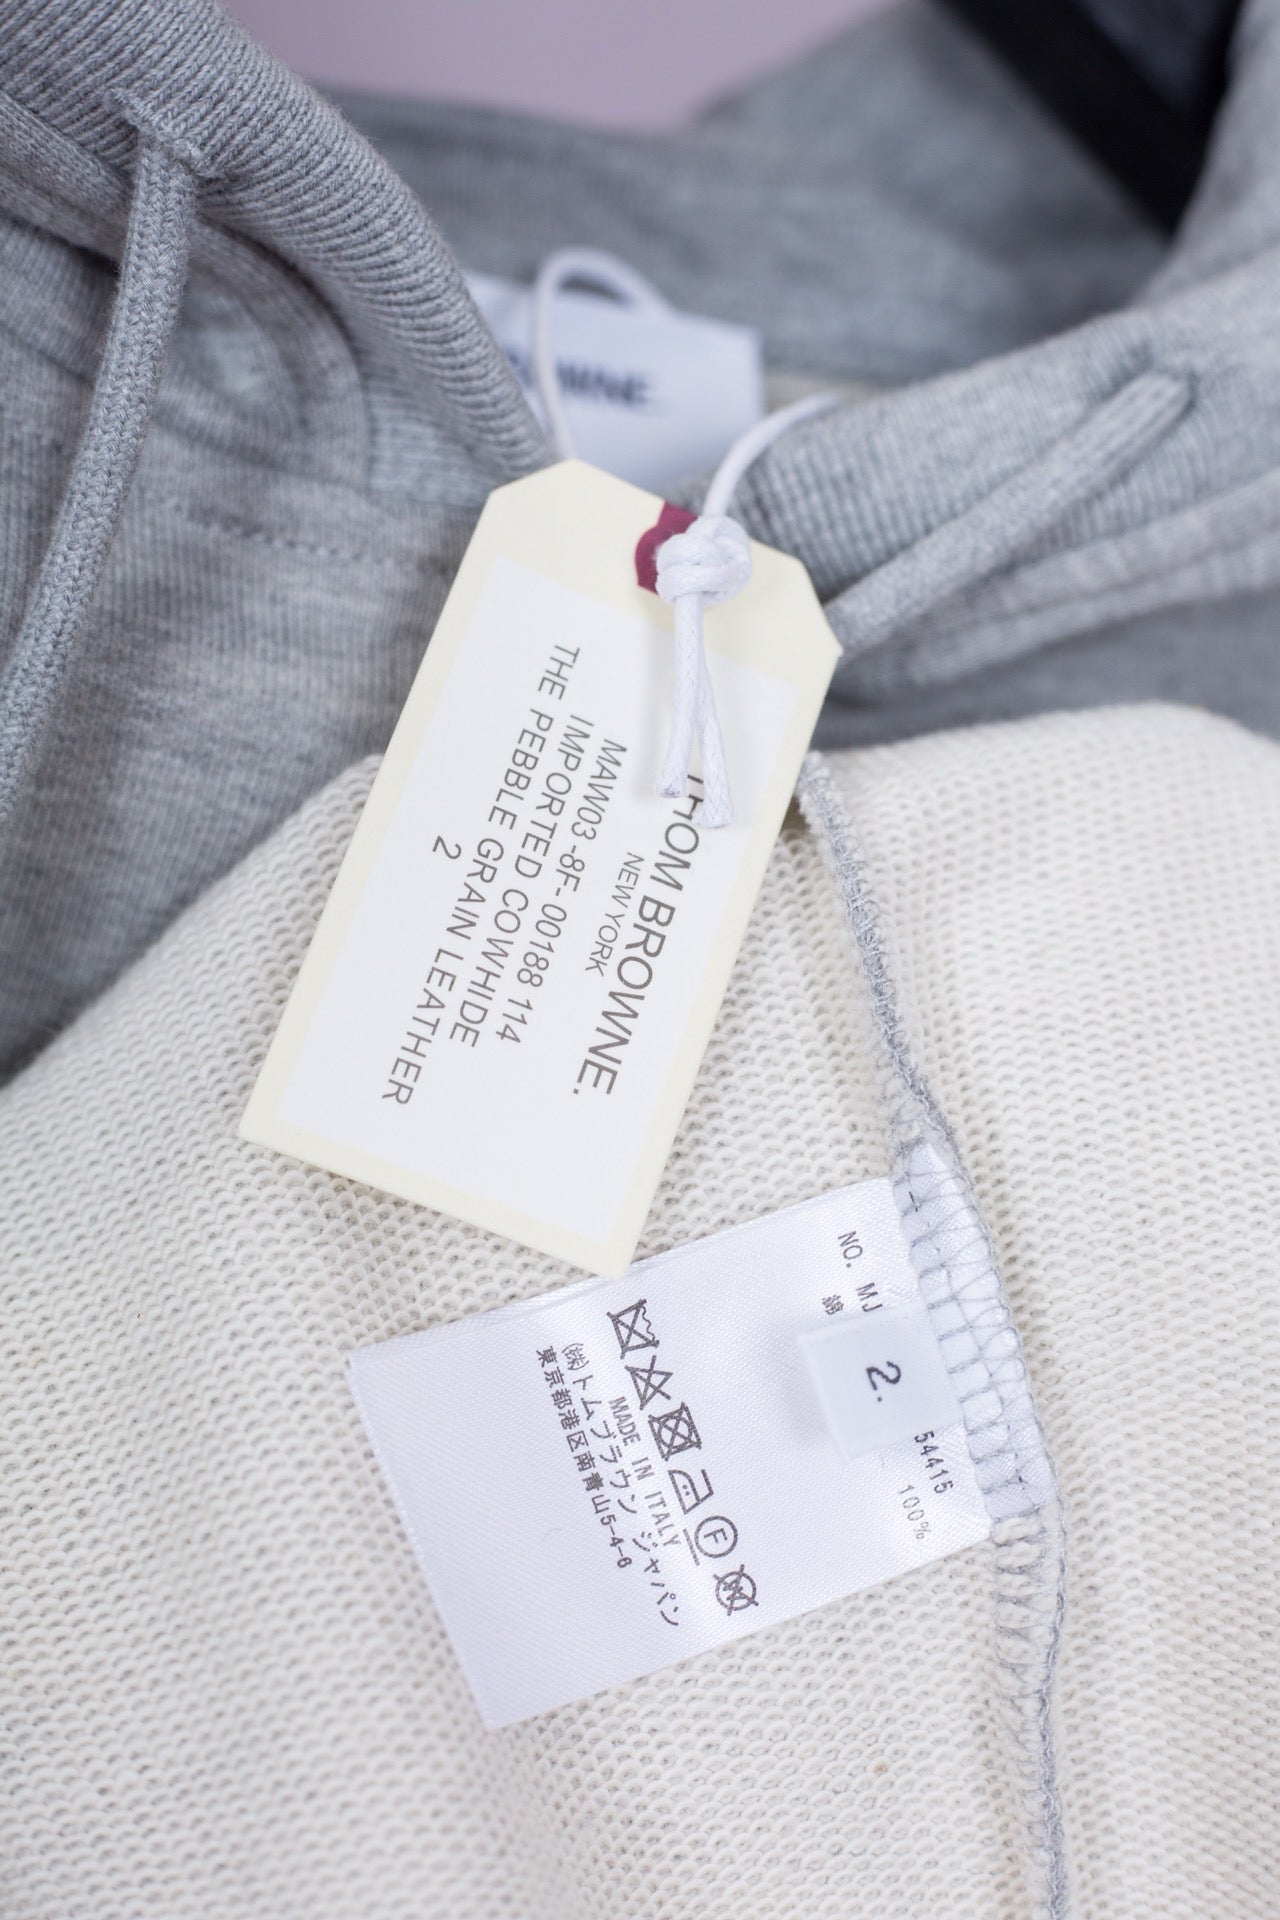 WNE.
THOM BROWNE.
NEW YORK
MAW03-8F-00188 114
IMPORTED COWHIDE
THE PEBBLE GRAIN LEATHER
2
NO. MJ 54415
綿 100%
2.
F
W
MADE IN ITALY
(株)トムブラウン ジャパン
東京都港区南青山5-4-6